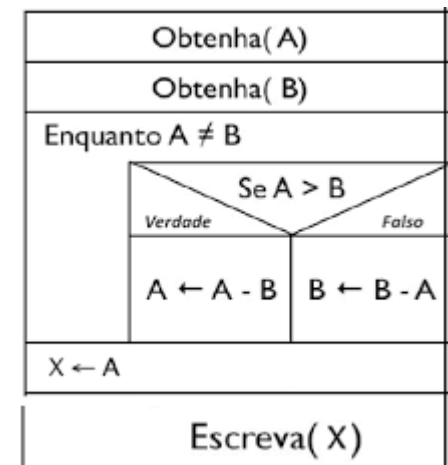 Obtenha( A)
Obtenha( B)
Enquanto A ≠ B
Se A > B
Verdade Falso
A ← A - B B ← B - A
X ← A
Escreva( X)